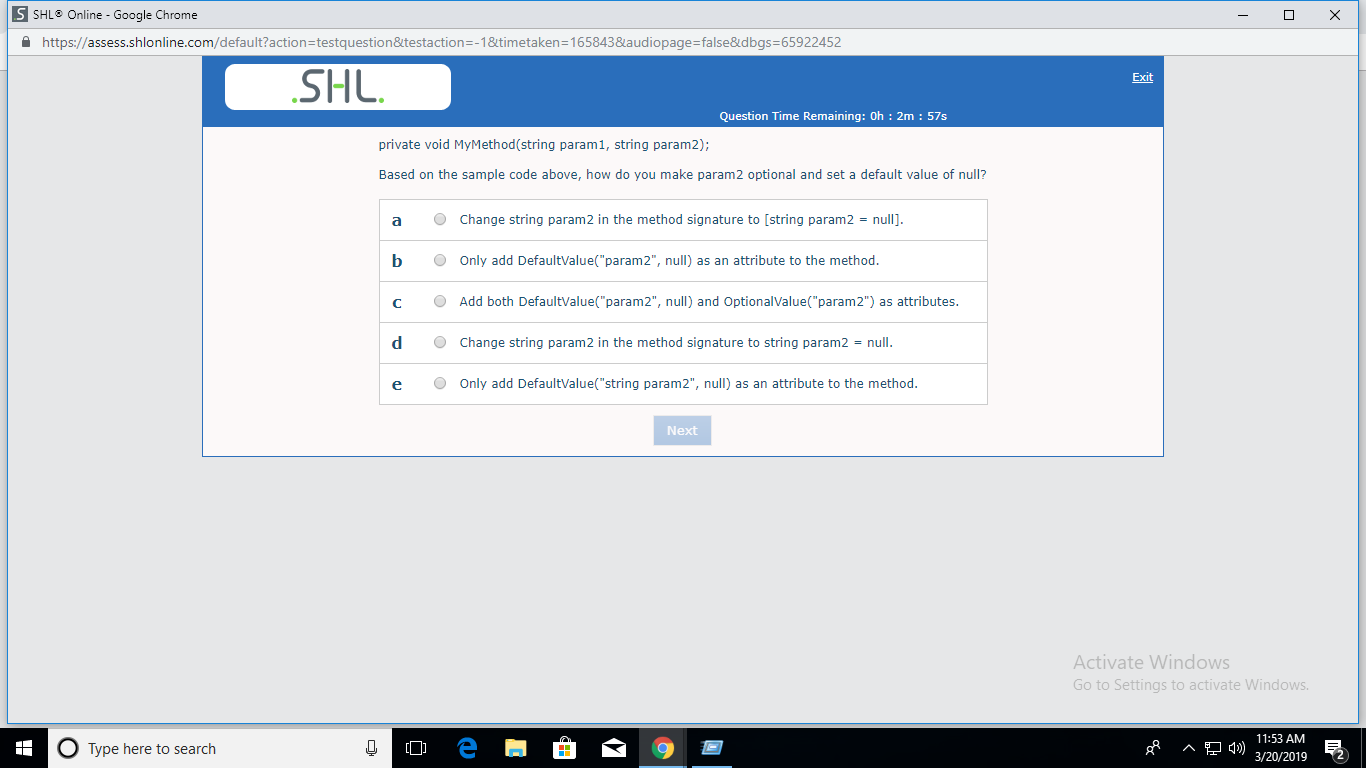 SHL® Online - Google Chrome
https://assess.shlonline.com/default?action=testquestion&testaction=-1&timetaken=165843&audiopage=false&dbgs=65922452
.SHL.
Exit
Question Time Remaining: 0h : 2m : 57s
private void MyMethod(string param1, string param2);
Based on the sample code above, how do you make param2 optional and set a default value of null?
a Change string param2 in the method signature to [string param2 = null].
b Only add DefaultValue("param2", null) as an attribute to the method.
c Add both DefaultValue("param2", null) and OptionalValue("param2") as attributes.
d Change string param2 in the method signature to string param2 = null.
e Only add DefaultValue("string param2", null) as an attribute to the method.
Next
Activate Windows
Go to Settings to activate Windows.
Type here to search
11:53 AM
3/20/2019
2